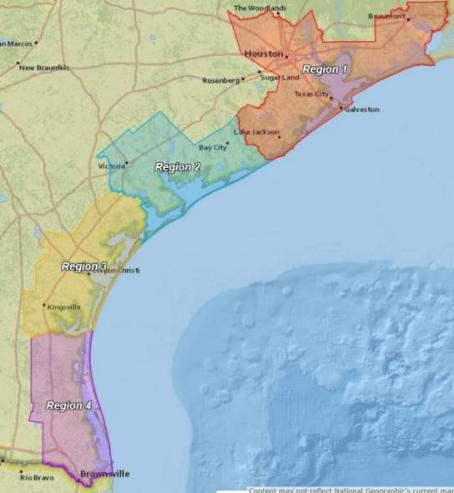 The Woodlands
Beaumont
an Marcos
Houston
New Braunfels
Region 1
Rosenberg
Sugar Land
Texas City
Galveston
Lake Jackson
Bay City
Victoria
Region 2
Region 3
Corpus Christi
Kingsville
Region 4
Brownsville
Río Bravo
Content may not reflect National Geographic's current map